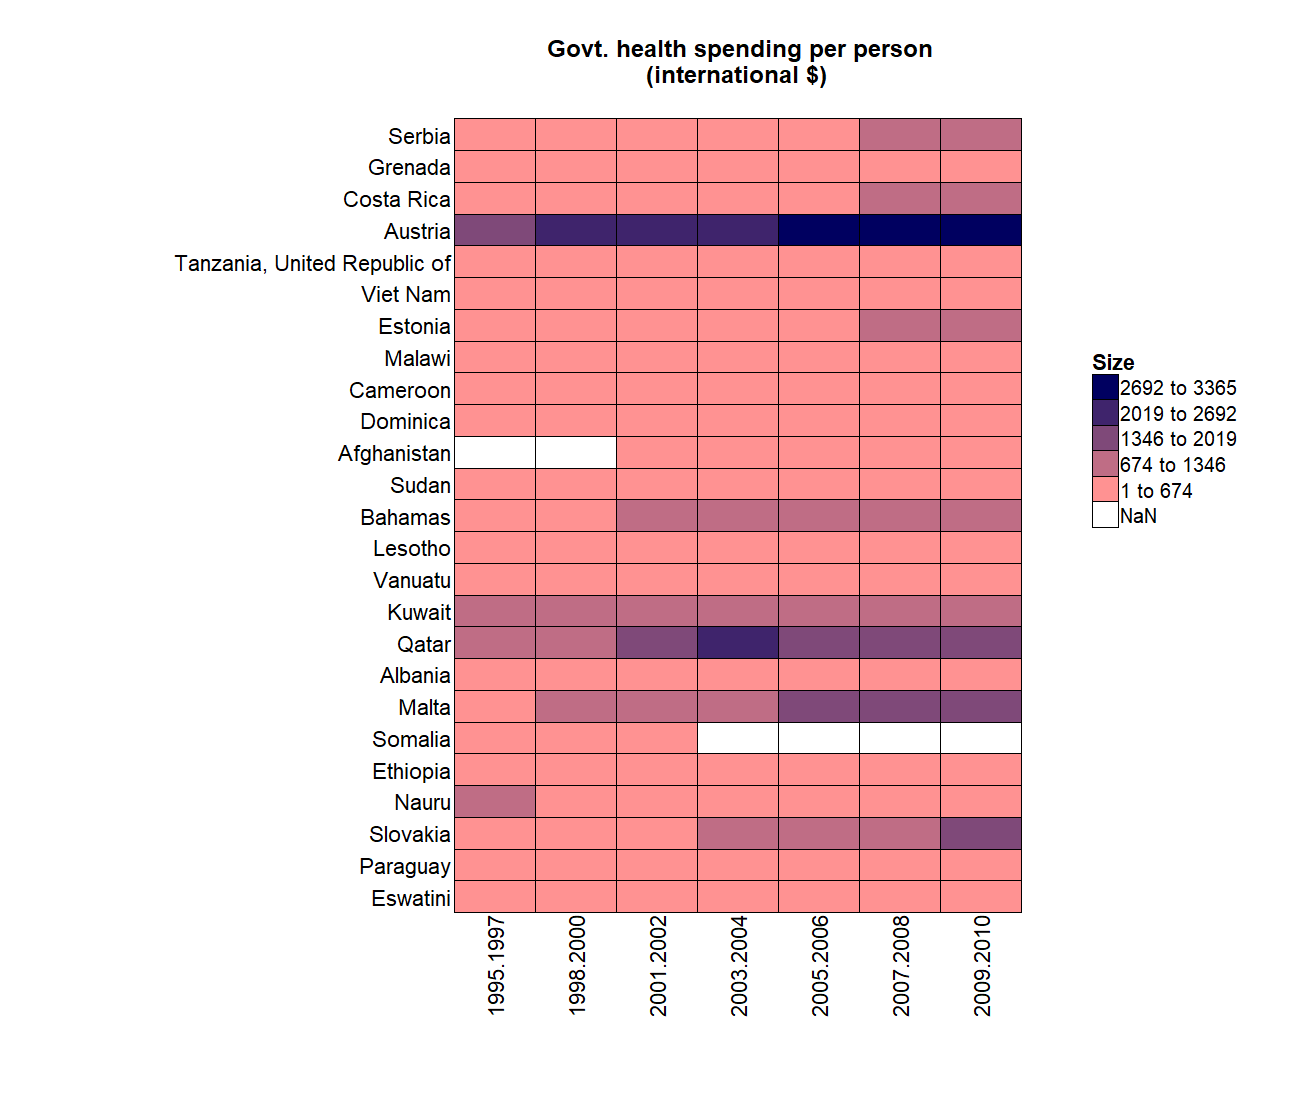 Govt. health spending per person
(international $)
Serbia
Grenada
Costa Rica
Austria
Tanzania, United Republic of
Viet Nam
Estonia
Malawi
Cameroon
Dominica
Afghanistan
Sudan
Bahamas
Lesotho
Vanuatu
Kuwait
Qatar
Albania
Malta
Somalia
Ethiopia
Nauru
Slovakia
Paraguay
Eswatini
1995.1997
1998.2000
2001.2002
2003.2004
2005.2006
2007.2008
2009.2010
Size
2692 to 3365
2019 to 2692
1346 to 2019
674 to 1346
1 to 674
NaN